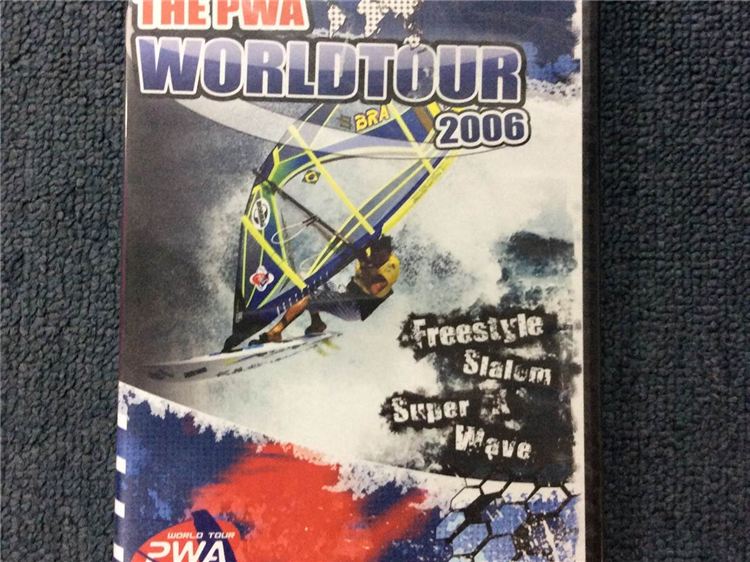 THE PWA
WORLDTOUR
2006
BRA
Freestyle
Slalom
Super
Wave
WORLD TOUR
PWA